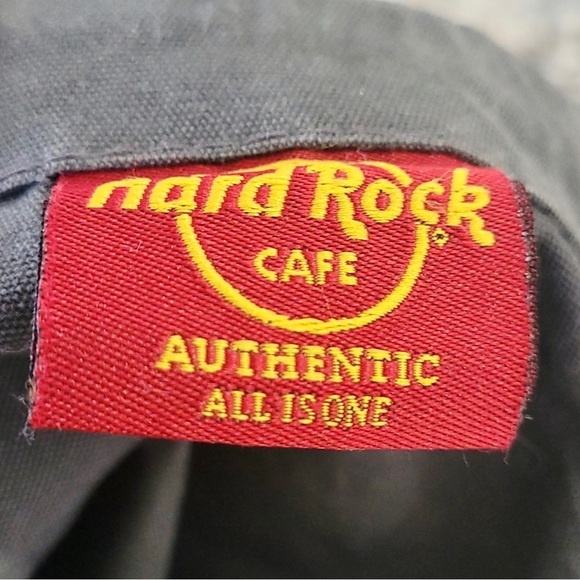 Hard Rock
CAFE
®
AUTHENTIC
ALL IS ONE